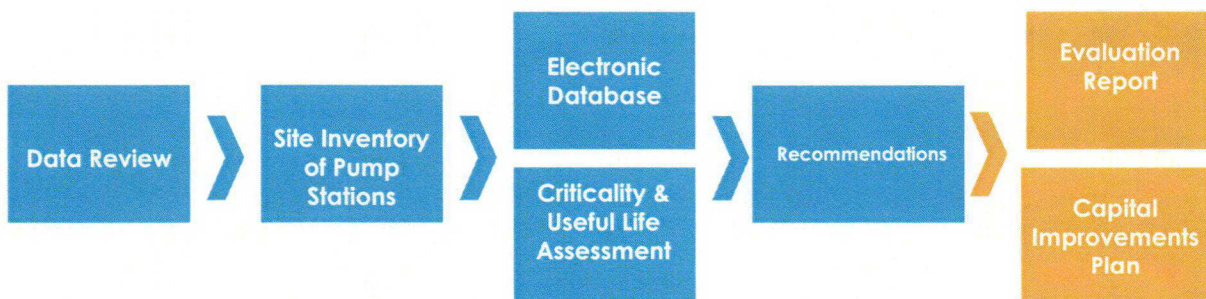 Data Review
Site Inventory
of Pump
Stations
Electronic
Database
Criticality &
Useful Life
Assessment
Recommendations
Evaluation
Report
Capital
Improvements
Plan